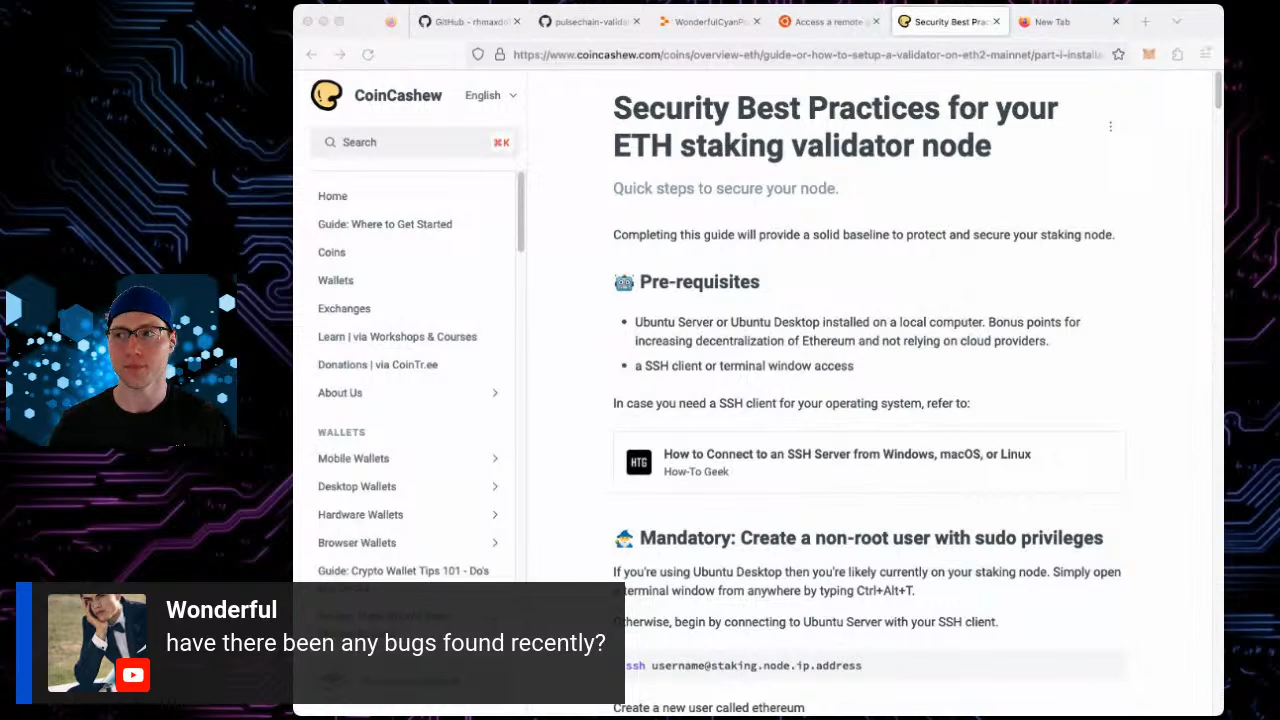 GitHub - rhmaxdo
pulsechain-valida
WonderfulCyanPo
Access a remote
Security Best Prac
New Tab
https://www.coincashew.com/coins/overview-eth/guide-or-how-to-setup-a-validator-on-eth2-mainnet/part-i-installa
CoinCashew
English
Search
⌘K
Home
Guide: Where to Get Started
Coins
Wallets
Exchanges
Learn | via Workshops & Courses
Donations | via CoinTr.ee
About Us
WALLETS
Mobile Wallets
Desktop Wallets
Hardware Wallets
Browser Wallets
Guide: Crypto Wallet Tips 101 - Do's
Security Best Practices for your
ETH staking validator node
Quick steps to secure your node.
Completing this guide will provide a solid baseline to protect and secure your staking node.
🤖 Pre-requisites
• Ubuntu Server or Ubuntu Desktop installed on a local computer. Bonus points for
increasing decentralization of Ethereum and not relying on cloud providers.
• a SSH client or terminal window access
In case you need a SSH client for your operating system, refer to:
HTG
How to Connect to an SSH Server from Windows, macOS, or Linux
How-To Geek
Mandatory: Create a non-root user with sudo privileges
If you're using Ubuntu Desktop then you're likely currently on your staking node. Simply open
terminal window from anywhere by typing Ctrl+Alt+T.
Otherwise, begin by connecting to Ubuntu Server with your SSH client.
ssh username@staking.node.ip.address
Create a new user called ethereum
Wonderful
have there been any bugs found recently?